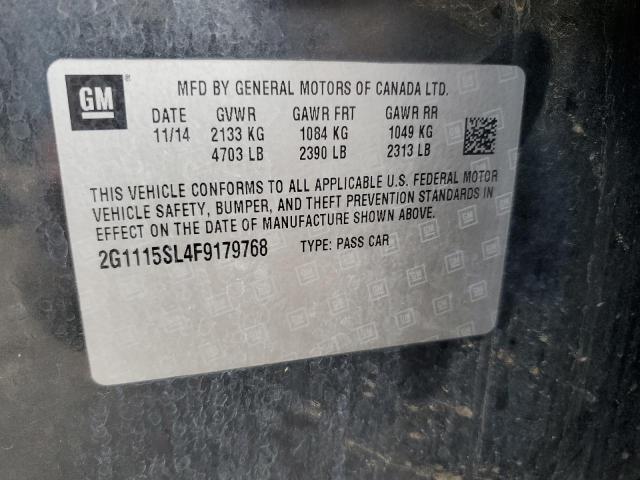 GM
MFD BY GENERAL MOTORS OF CANADA LTD.
DATE GVWR GAWR FRT GAWR RR
11/14 2133 KG 1084 KG 1049 KG
4703 LB 2390 LB 2313 LB
THIS VEHICLE CONFORMS TO ALL APPLICABLE U.S. FEDERAL MOTOR
VEHICLE SAFETY, BUMPER, AND THEFT PREVENTION STANDARDS IN
EFFECT ON THE DATE OF MANUFACTURE SHOWN ABOVE.
2G1115SL4F9179768 TYPE: PASS CAR